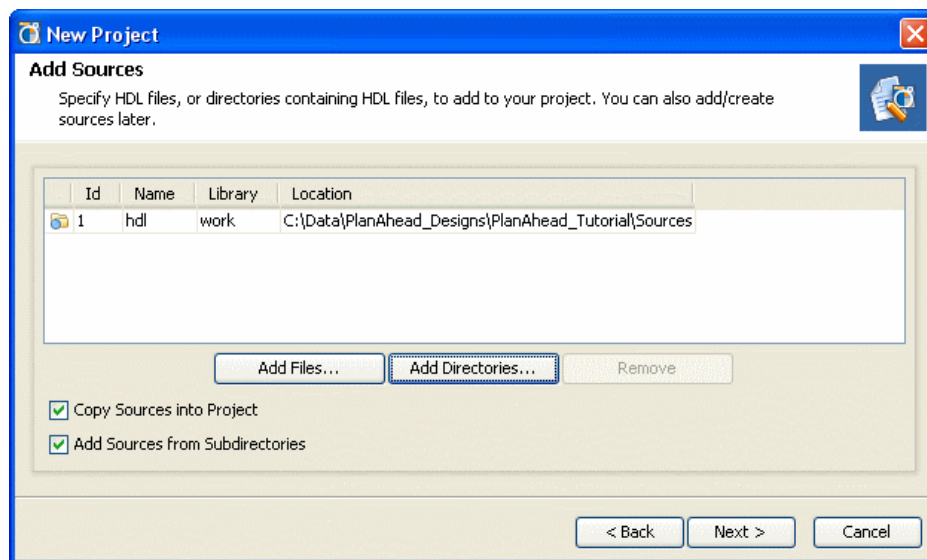 New Project
Add Sources
Specify HDL files, or directories containing HDL files, to add to your project. You can also add/create
sources later.
Id Name Library Location
1 hdl work C:\Data\PlanAhead_Designs\PlanAhead_Tutorial\Sources
Add Files... Add Directories... Remove
Copy Sources into Project
Add Sources from Subdirectories
< Back Next > Cancel